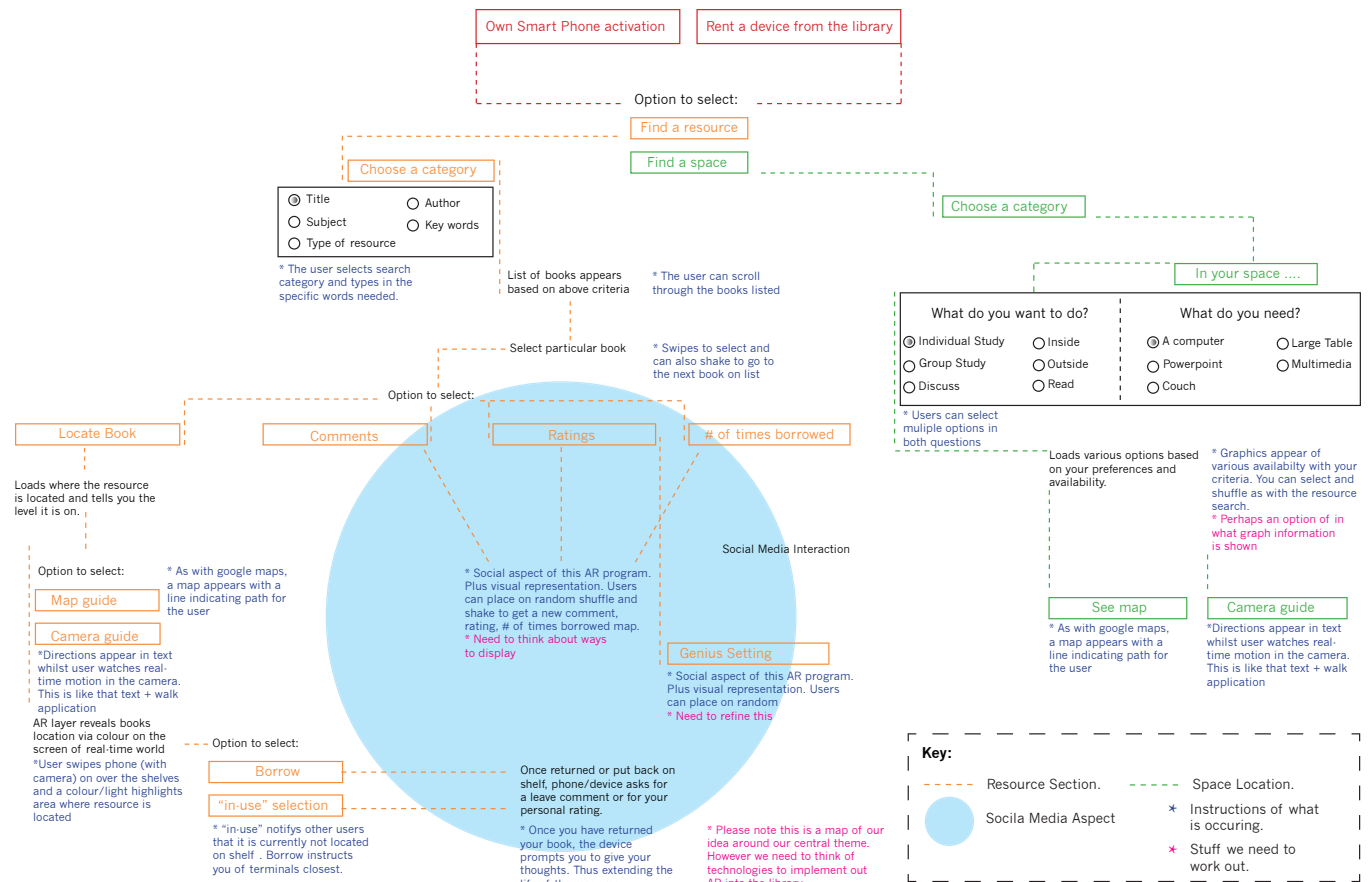 Own Smart Phone activation
Rent a device from the library
Option to select:
Find a resource
Find a space
Choose a category
Title
Author
Subject
Key words
Type of resource
* The user selects search
category and types in the
specific words needed.
List of books appears
based on above criteria
* The user can scroll
through the books listed
Select particular book
* Swipes to select and
can also shake to go to
the next book on list
Option to select:
Locate Book
Comments
Ratings
# of times borrowed
Loads where the resource
is located and tells you the
level it is on.
Option to select:
Map guide
* As with google maps,
a map appears with a
line indicating path for
the user
Camera guide
*Directions appear in text
whilst user watches real-
time motion in the camera.
This is like that text + walk
application
AR layer reveals books
location via colour on the
screen of real-time world
*User swipes phone (with
camera) on over the shelves
and a colour/light highlights
area where resource is
located
Option to select:
Borrow
"in-use" selection
* "in-use" notifys other users
that it is currently not located
on shelf . Borrow instructs
you of terminals closest.
Social Media Interaction
* Social aspect of this AR program.
Plus visual representation. Users
can place on random shuffle and
shake to get a new comment,
rating, # of times borrowed map.
* Need to think about ways
to display
Genius Setting
* Social aspect of this AR program.
Plus visual representation. Users
can place on random
* Need to refine this
Once returned or put back on
shelf, phone/device asks for
a leave comment or for your
personal rating.
* Once you have returned
your book, the device
prompts you to give your
thoughts. Thus extending the
* Please note this is a map of our
idea around our central theme.
However we need to think of
technologies to implement out
AR into the library
Choose a category
In your space ....
What do you want to do?
Individual Study
Inside
Group Study
Outside
Discuss
Read
What do you need?
A computer
Large Table
Powerpoint
Multimedia
Couch
* Users can select
muliple options in
both questions
Loads various options based
on your preferences and
availability.
* Graphics appear of
various availabilty with your
criteria. You can select and
shuffle as with the resource
search.
* Perhaps an option of in
what graph information
is shown
See map
* As with google maps,
a map appears with a
line indicating path for
the user
Camera guide
*Directions appear in text
whilst user watches real-
time motion in the camera.
This is like that text + walk
application
Key:
Resource Section.
Space Location.
Socila Media Aspect
* Instructions of what
is occuring.
* Stuff we need to
work out.